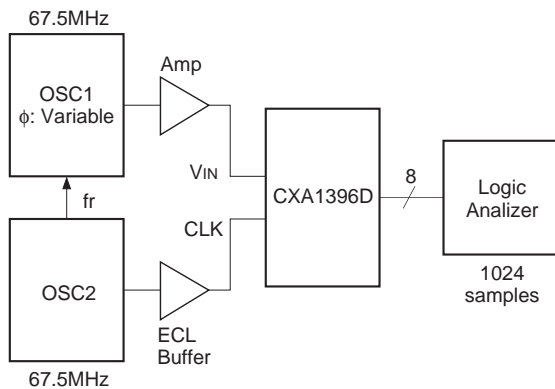 67.5MHz
OSC1
ϕ: Variable
Amp
fr
VIN
CLK
OSC2
ECL
Buffer
67.5MHz
CXA1396D
8
Logic
Analizer
1024
samples